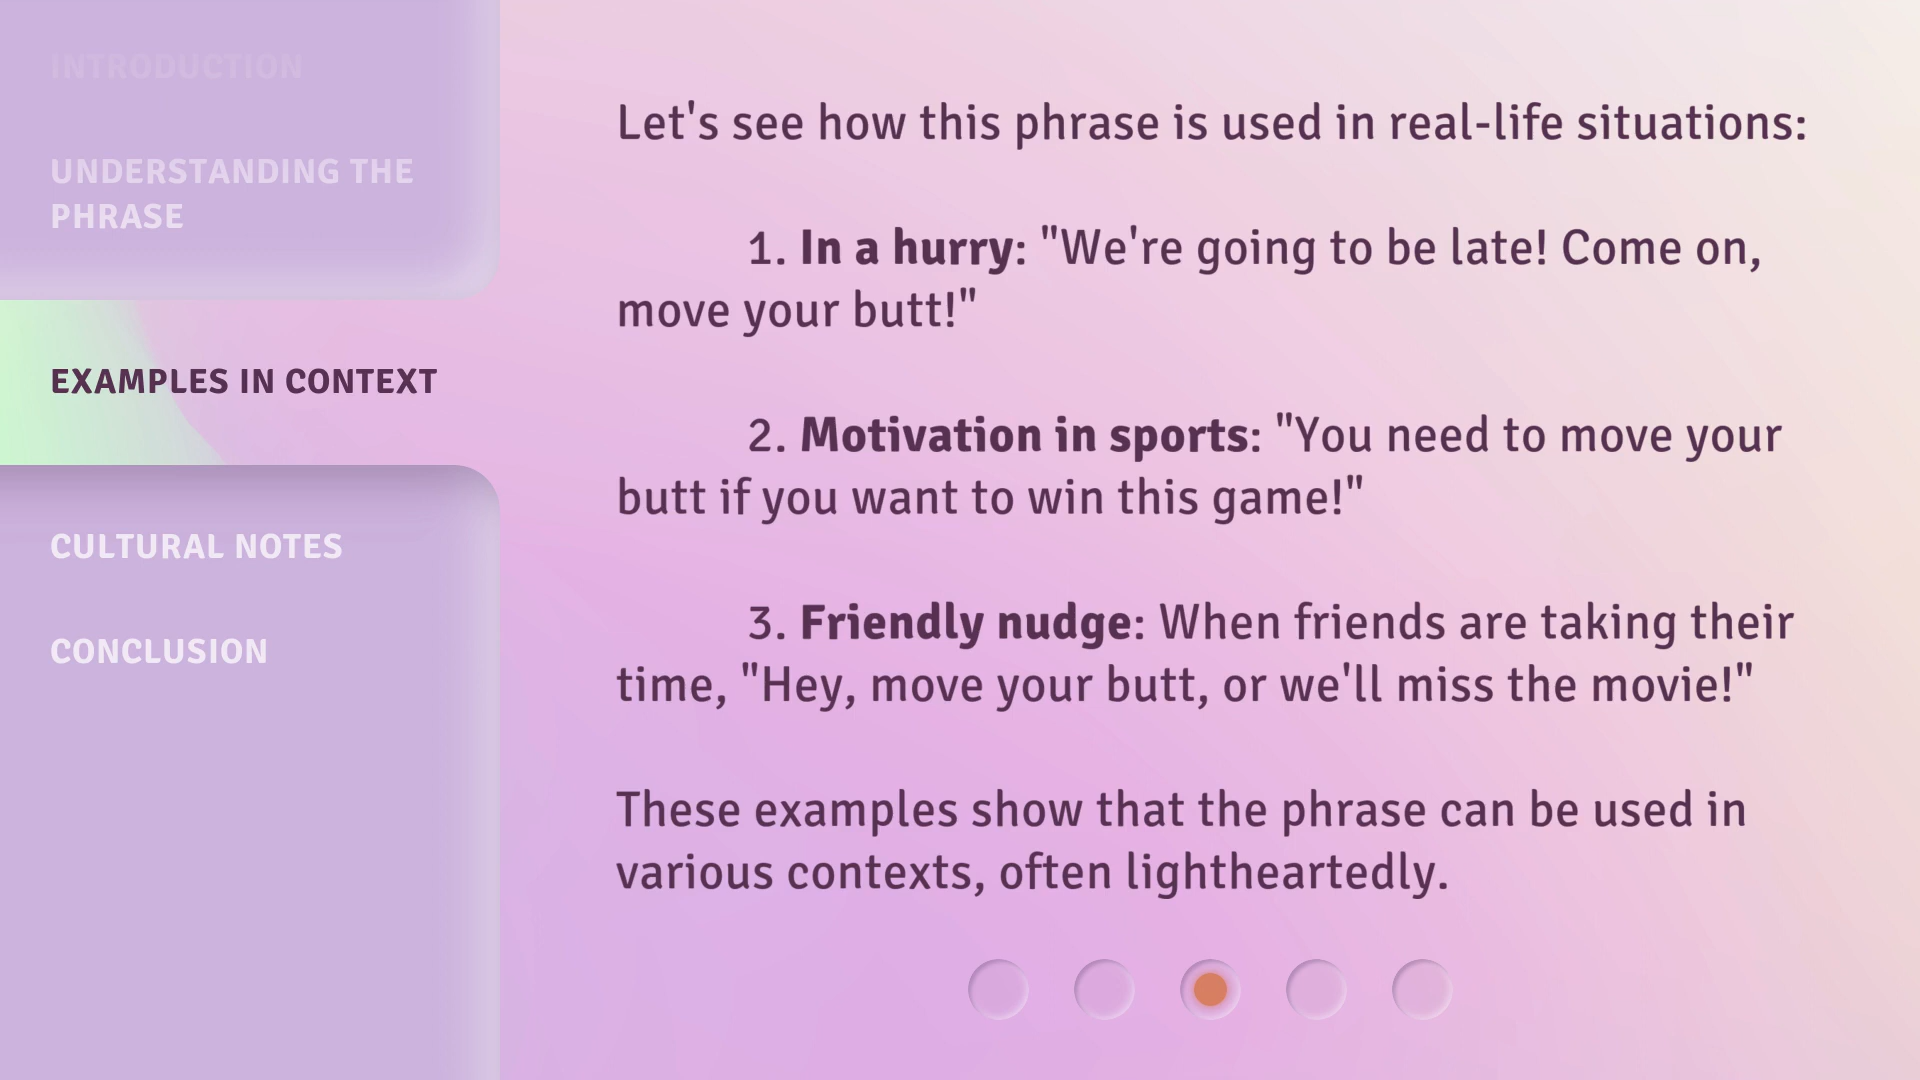 INTRODUCTION
UNDERSTANDING THE
PHRASE
EXAMPLES IN CONTEXT
CULTURAL NOTES
CONCLUSION
Let's see how this phrase is used in real-life situations:
1. In a hurry: "We're going to be late! Come on,
move your butt!"
2. Motivation in sports: "You need to move your
butt if you want to win this game!"
3. Friendly nudge: When friends are taking their
time, "Hey, move your butt, or we'll miss the movie!"
These examples show that the phrase can be used in
various contexts, often lightheartedly.